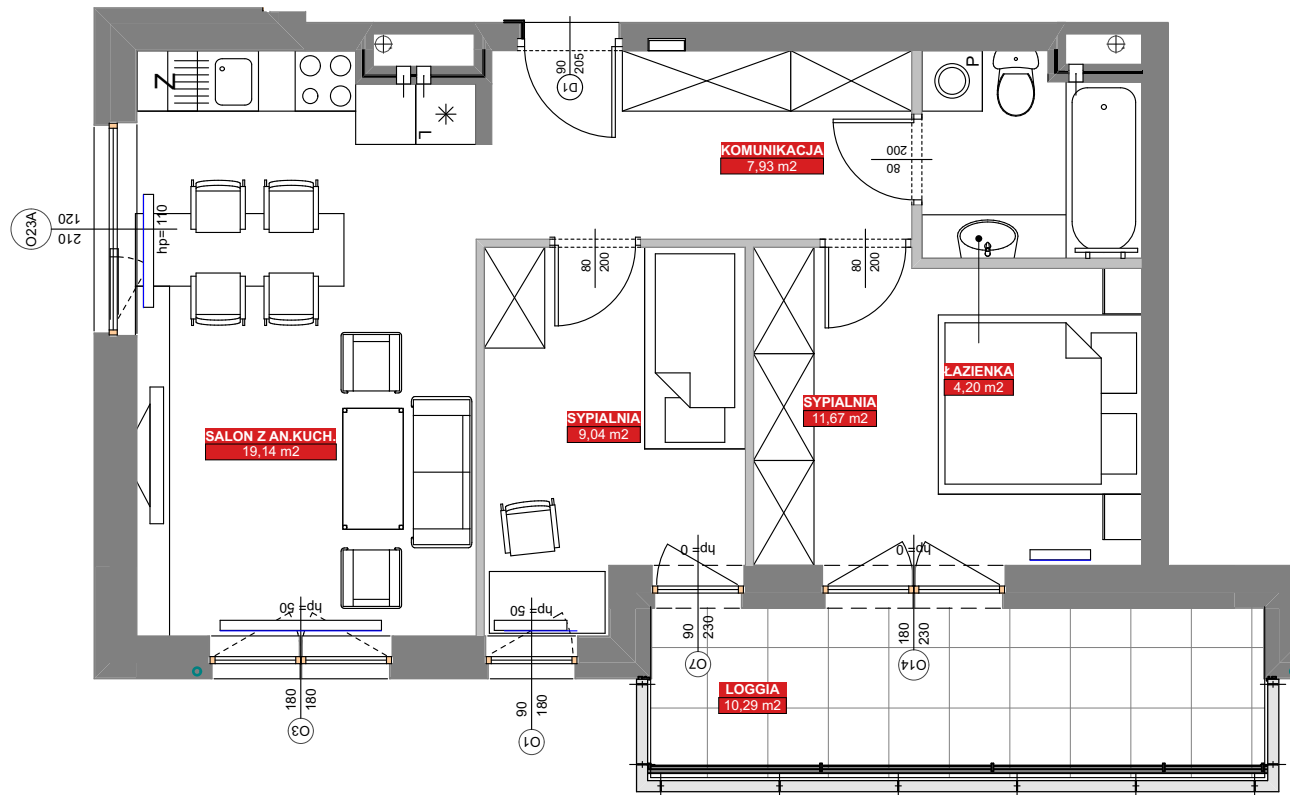 Z
L
P
90
205
D1
KOMUNIKACJA
7,93 m2
80
200
O23A
120
210
hp= 110
80
200
80
200
ŁAZIENKA
4,20 m2
SALON Z AN.KUCH.
19,14 m2
SYPIALNIA
9,04 m2
SYPIALNIA
11,67 m2
hp=50
hp=50
hp=0
hp=0
180
180
O3
90
180
O1
90
230
O7
180
230
O14
LOGGIA
10,29 m2